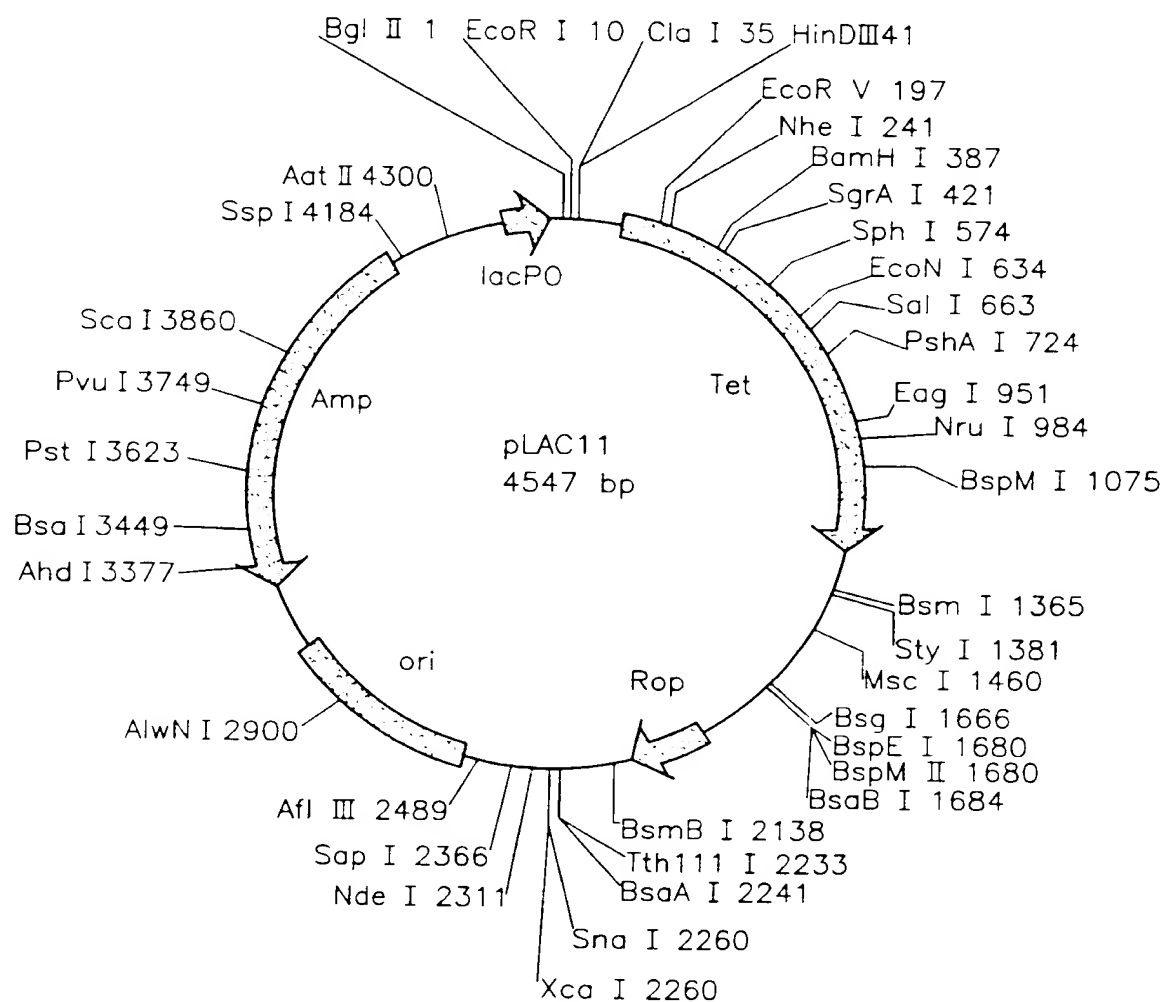 Bgl II 1 EcoR I 10 Cla I 35 HinDIII41
EcoR V 197
Nhe I 241
BamH I 387
SgrA I 421
Sph I 574
EcoN I 634
Sal I 663
PshA I 724
Eag I 951
Nru I 984
BspM I 1075
Bsm I 1365
Sty I 1381
Msc I 1460
Bsg I 1666
BspE I 1680
BspM II 1680
BsaB I 1684
BsmB I 2138
Tth111 I 2233
BsaA I 2241
Sna I 2260
Xca I 2260
Nde I 2311
Sap I 2366
Afl III 2489
AlwN I 2900
Ahd I 3377
Bsa I 3449
Pst I 3623
Pvu I 3749
Sca I 3860
Ssp I 4184
Aat II 4300
lacPO
Tet
Rop
ori
Amp
pLAC11
4547 bp